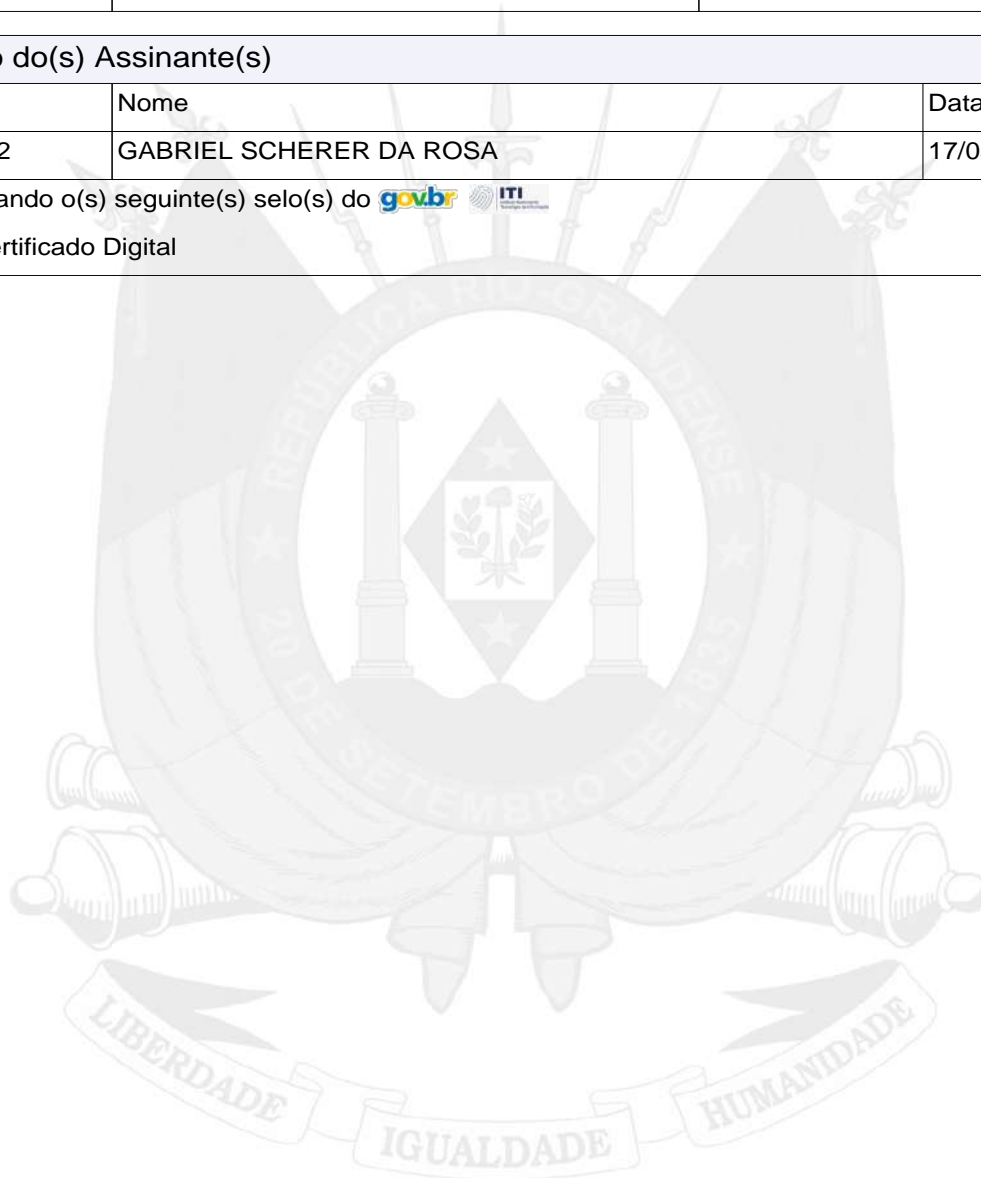 o do(s) Assinante(s)
Nome Data
2 GABRIEL SCHERER DA ROSA 17/0
ando o(s) seguinte(s) selo(s) do gov.br ITI
ertificado Digital
REPÚBLICA RIO-GRANDENSE
20 DE SETEMBRO DE 1835
LIBERDADE IGUALDADE HUMANIDADE